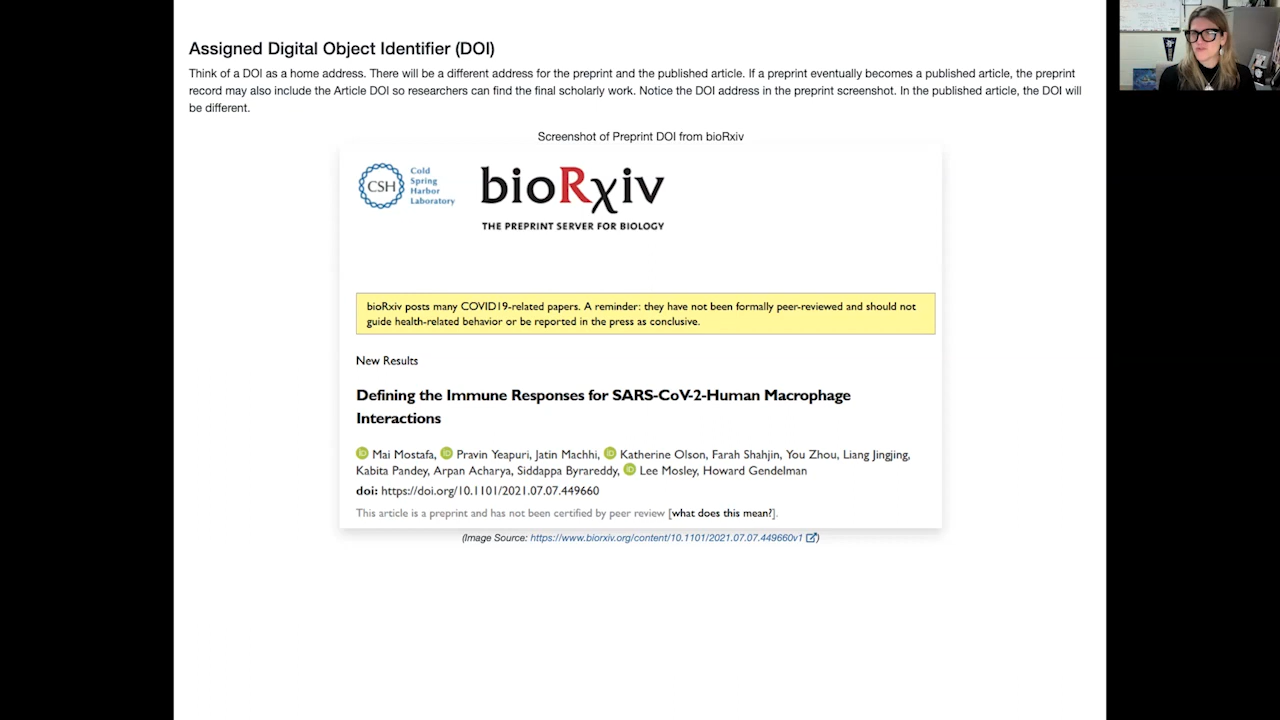 Assigned Digital Object Identifier (DOI)
Think of a DOI as a home address. There will be a different address for the preprint and the published article. If a preprint eventually becomes a published article, the preprint
record may also include the Article DOI so researchers can find the final scholarly work. Notice the DOI address in the preprint screenshot. In the published article, the DOI will
be different.
Screenshot of Preprint DOI from bioRxiv
CSH
Cold
Spring
Harbor
Laboratory
bioRχiv
THE PREPRINT SERVER FOR BIOLOGY
bioRxiv posts many COVID19-related papers. A reminder: they have not been formally peer-reviewed and should not
guide health-related behavior or be reported in the press as conclusive.
New Results
Defining the Immune Responses for SARS-CoV-2-Human Macrophage
Interactions
iD Mai Mostafa, iD Pravin Yeapuri, Jatin Machhi, iD Katherine Olson, Farah Shahjin, You Zhou, Liang Jingjing,
Kabita Pandey, Arpan Acharya, Siddappa Byrareddy, iD Lee Mosley, Howard Gendelman
doi: https://doi.org/10.1101/2021.07.07.449660
This article is a preprint and has not been certified by peer review [what does this mean?].
(Image Source: https://www.biorxiv.org/content/10.1101/2021.07.07.449660v1)